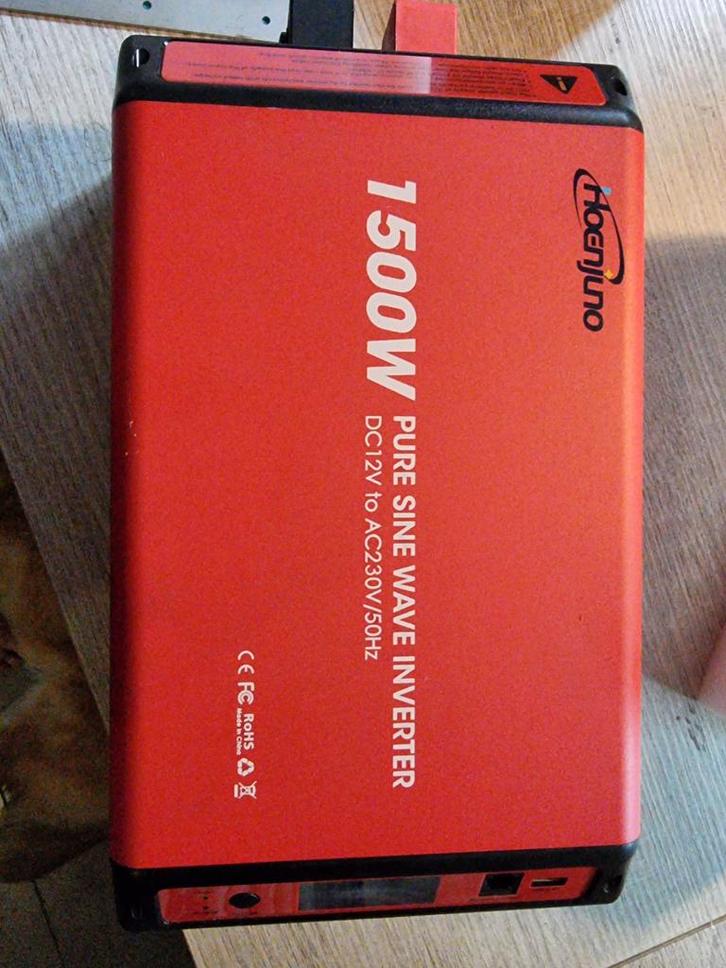 Hoenjuno
1500W PURE SINE WAVE INVERTER
DC12V to AC230V/50Hz
CE FC RoHS
Made in China